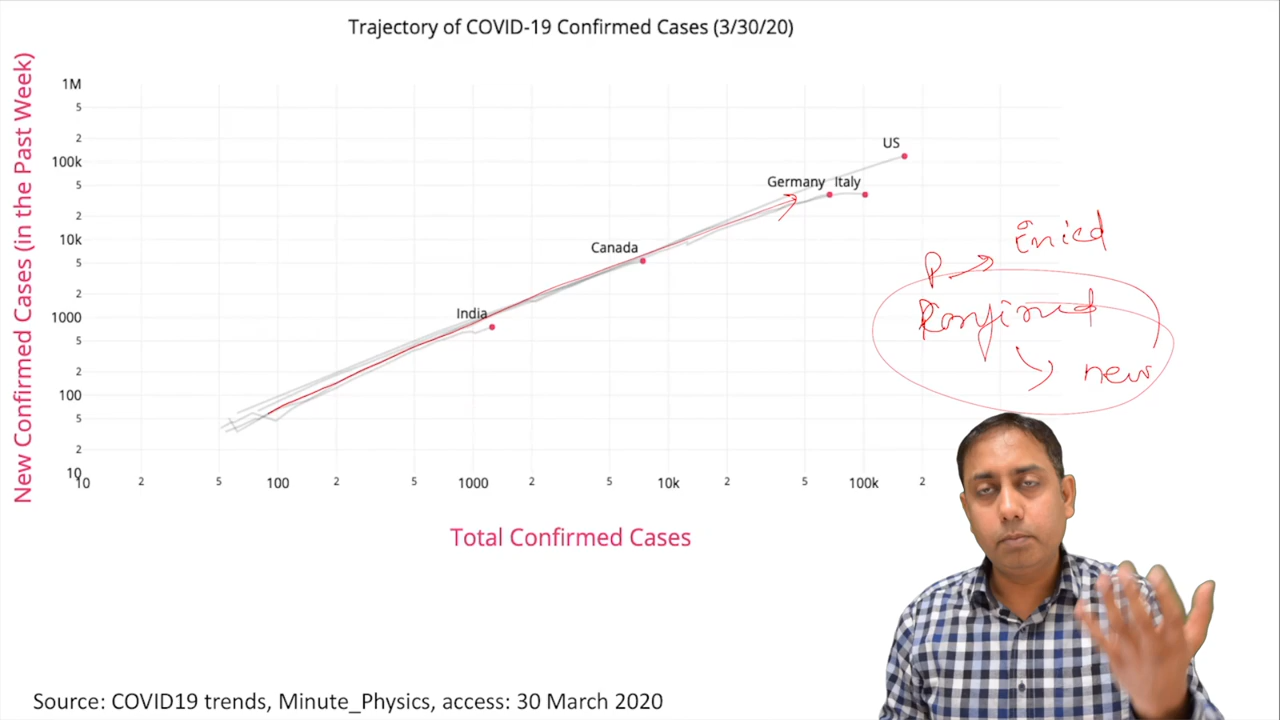 Trajectory of COVID-19 Confirmed Cases (3/30/20)
New Confirmed Cases (in the Past Week)
1M
5
2
100k
5
2
10k
5
2
1000
5
2
100
5
2
10
US
Germany Italy
Canada
India
P
new
10 2 5 100 2 5 1000 2 5 10k 2 5 100k 2
Total Confirmed Cases
Source: COVID19 trends, Minute_Physics, access: 30 March 2020